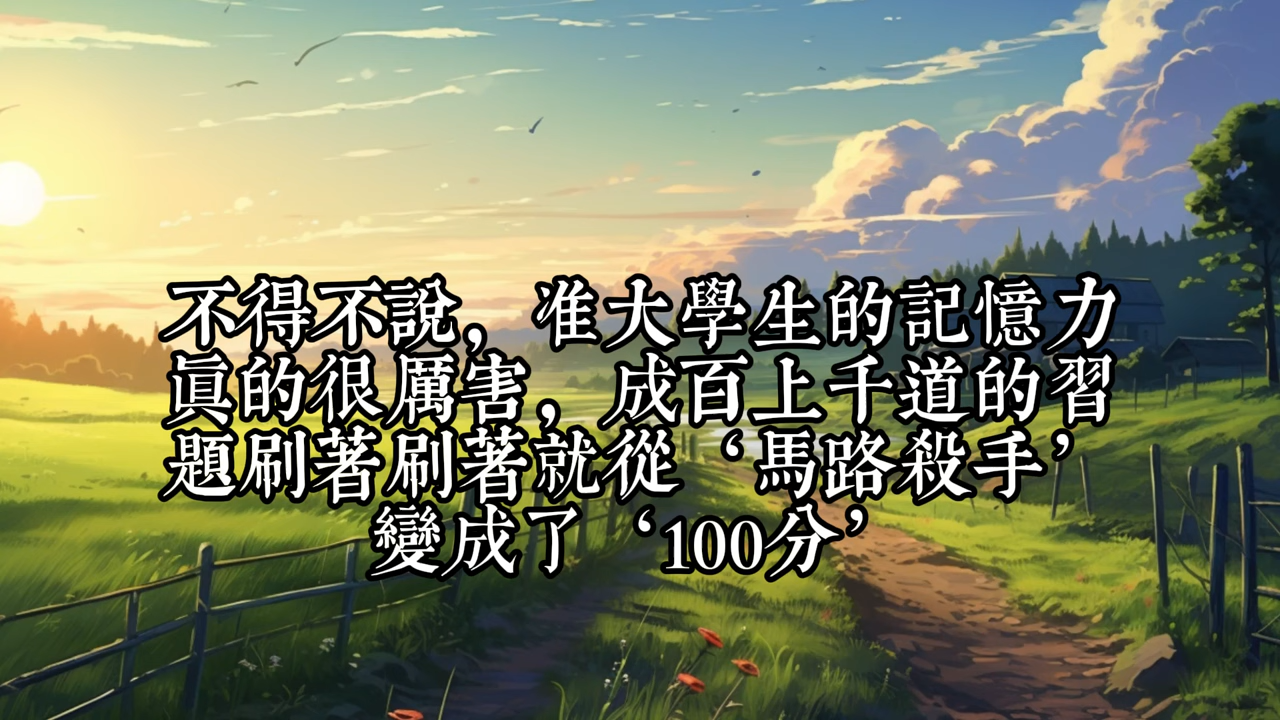 不得不說，准大學生的記憶力
眞的很厲害，成百上千道的習
題刷著刷著就從‘馬路殺手’
變成了‘100分’